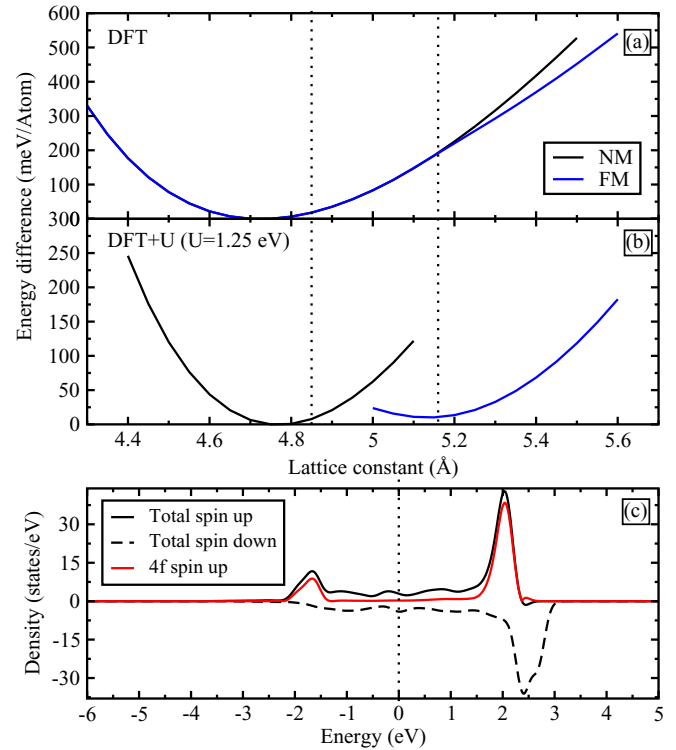 DFT
(a)
600
500
400
300
200
100
NM
FM
Energy difference (meV/Atom)
DFT+U (U=1.25 eV)
(b)
300
250
200
150
100
50
0
4.4 4.6 4.8 5 5.2 5.4 5.6
Lattice constant (Å)
(c)
Total spin up
Total spin down
4f spin up
30
15
0
-15
-30
Density (states/eV)
-6 -5 -4 -3 -2 -1 0 1 2 3 4 5
Energy (eV)